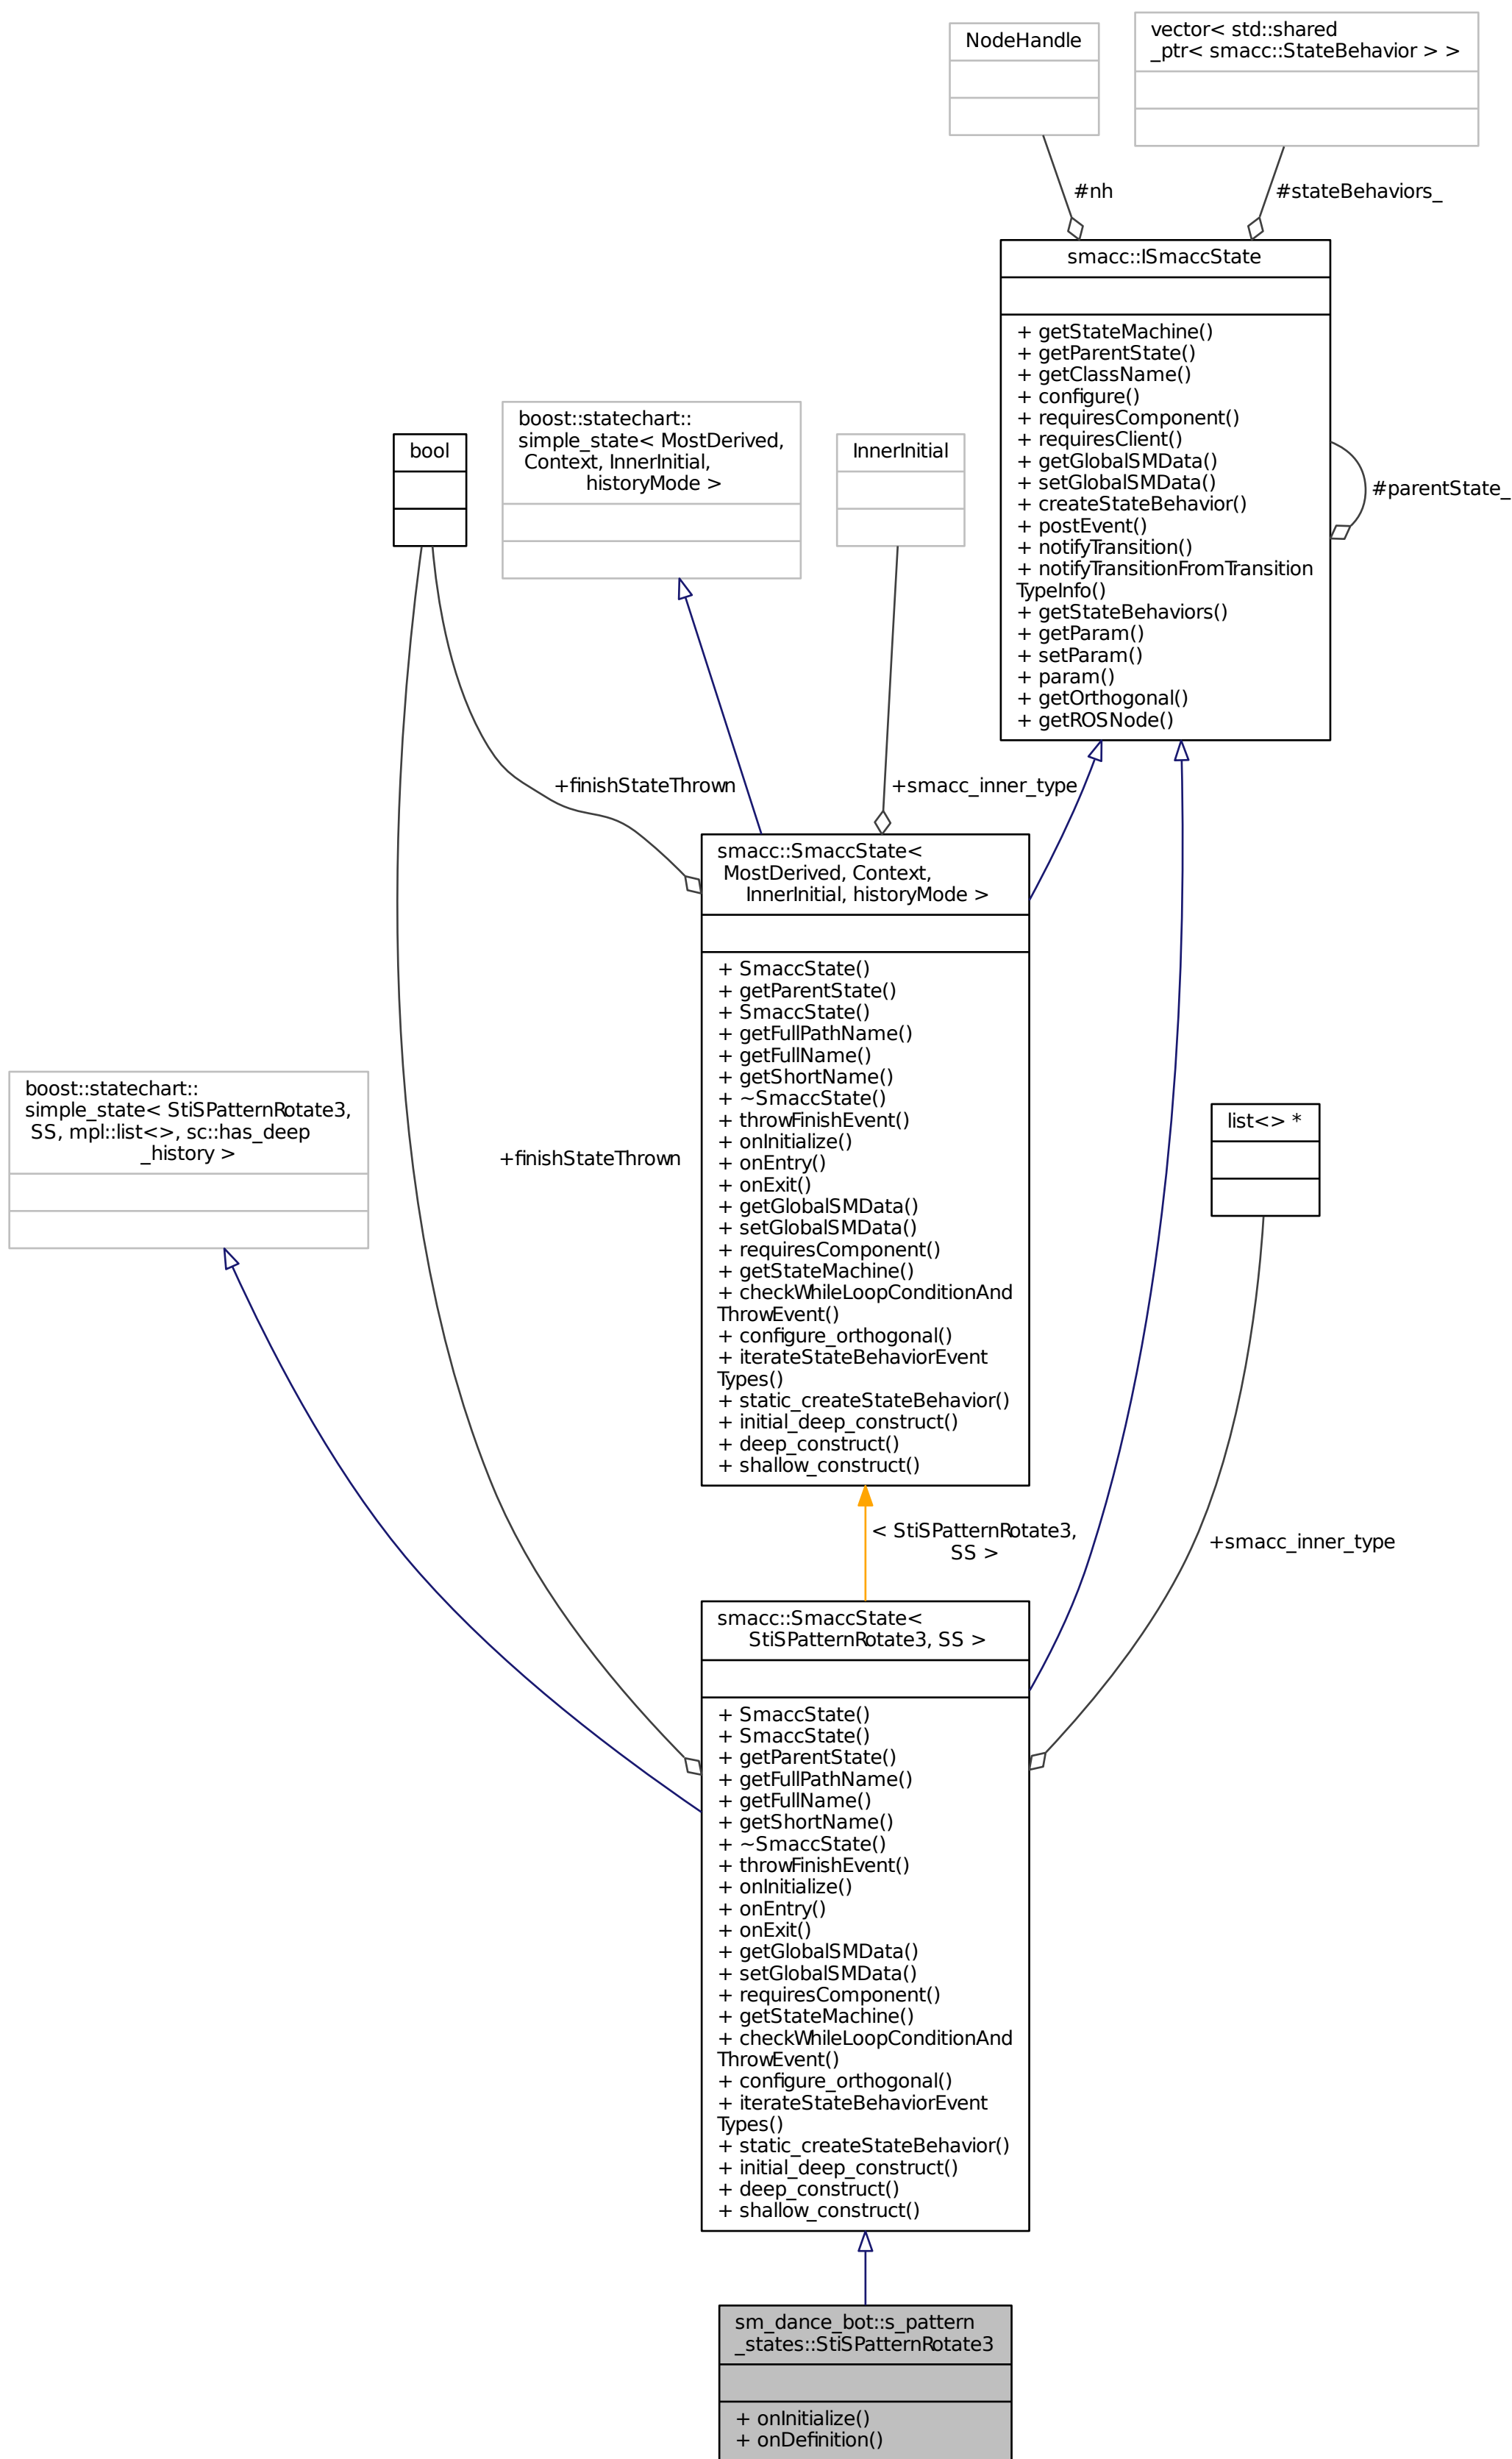 NodeHandle
vector< std::shared
_ptr< smacc::StateBehavior > >
#nh
#stateBehaviors_
smacc::ISmaccState
+ getStateMachine()
+ getParentState()
+ getClassName()
+ configure()
+ requiresComponent()
+ requiresClient()
+ getGlobalSMData()
+ setGlobalSMData()
+ createStateBehavior()
+ postEvent()
+ notifyTransition()
+ notifyTransitionFromTransition
TypeInfo()
+ getStateBehaviors()
+ getParam()
+ setParam()
+ param()
+ getOrthogonal()
+ getROSNode()
#parentState_
bool
boost::statechart::
simple_state< MostDerived,
Context, InnerInitial,
historyMode >
InnerInitial
+finishStateThrown
+smacc_inner_type
smacc::SmaccState<
MostDerived, Context,
InnerInitial, historyMode >
+ SmaccState()
+ getParentState()
+ SmaccState()
+ getFullPathName()
+ getFullName()
+ getShortName()
+ ~SmaccState()
+ throwFinishEvent()
+ onInitialize()
+ onEntry()
+ onExit()
+ getGlobalSMData()
+ setGlobalSMData()
+ requiresComponent()
+ getStateMachine()
+ checkWhileLoopConditionAnd
ThrowEvent()
+ configure_orthogonal()
+ iterateStateBehaviorEvent
Types()
+ static_createStateBehavior()
+ initial_deep_construct()
+ deep_construct()
+ shallow_construct()
boost::statechart::
simple_state< StiSPatternRotate3,
SS, mpl::list<>, sc::has_deep
_history >
+finishStateThrown
list<> *
< StiSPatternRotate3,
SS >
+smacc_inner_type
smacc::SmaccState<
StiSPatternRotate3, SS >
+ SmaccState()
+ SmaccState()
+ getParentState()
+ getFullPathName()
+ getFullName()
+ getShortName()
+ ~SmaccState()
+ throwFinishEvent()
+ onInitialize()
+ onEntry()
+ onExit()
+ getGlobalSMData()
+ setGlobalSMData()
+ requiresComponent()
+ getStateMachine()
+ checkWhileLoopConditionAnd
ThrowEvent()
+ configure_orthogonal()
+ iterateStateBehaviorEvent
Types()
+ static_createStateBehavior()
+ initial_deep_construct()
+ deep_construct()
+ shallow_construct()
sm_dance_bot::s_pattern
_states::StiSPatternRotate3
+ onInitialize()
+ onDefinition()